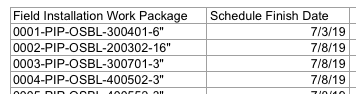 Field Installation Work Package Schedule Finish Date
0001-PIP-OSBL-300401-6" 7/3/19
0002-PIP-OSBL-200302-16" 7/8/19
0003-PIP-OSBL-300701-3" 7/8/19
0004-PIP-OSBL-400502-3" 7/8/19